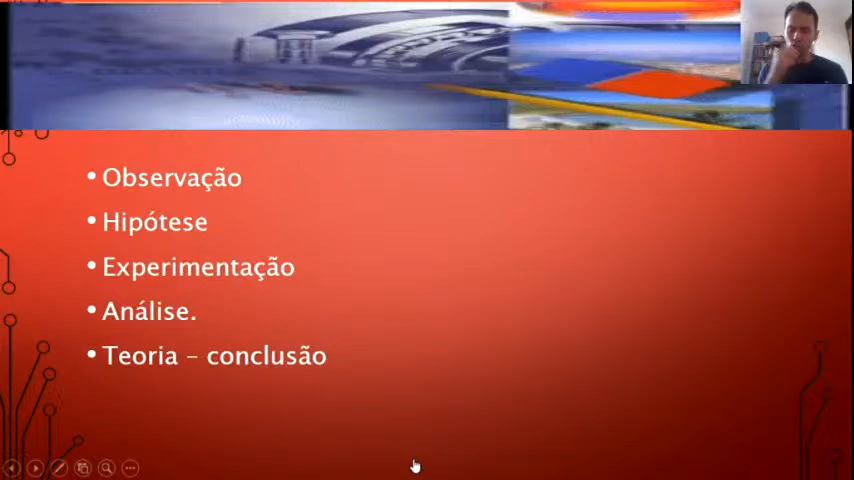 • Observação
• Hipótese
• Experimentação
• Análise.
• Teoria – conclusão